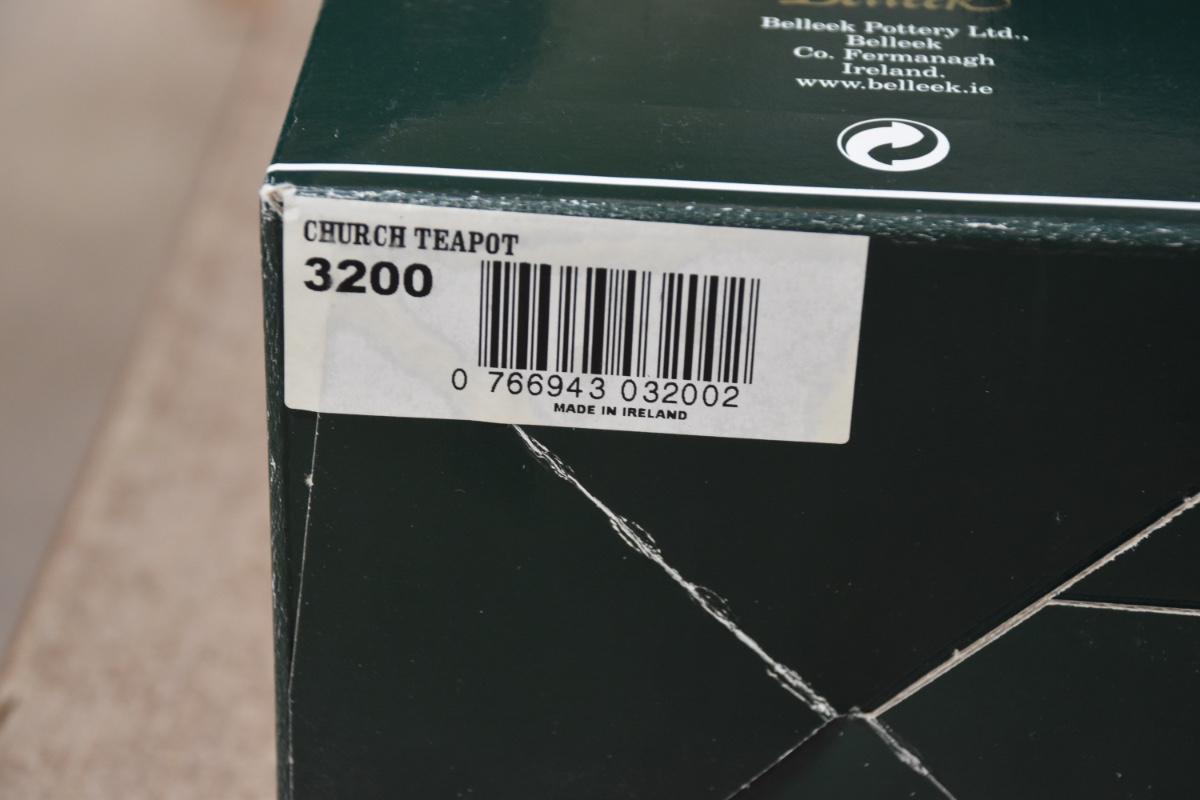 Belleek
Belleek Pottery Ltd.,
Belleek
Co. Fermanagh
Ireland.
www.belleek.ie
CHURCH TEAPOT
3200
0 766943 032002
MADE IN IRELAND